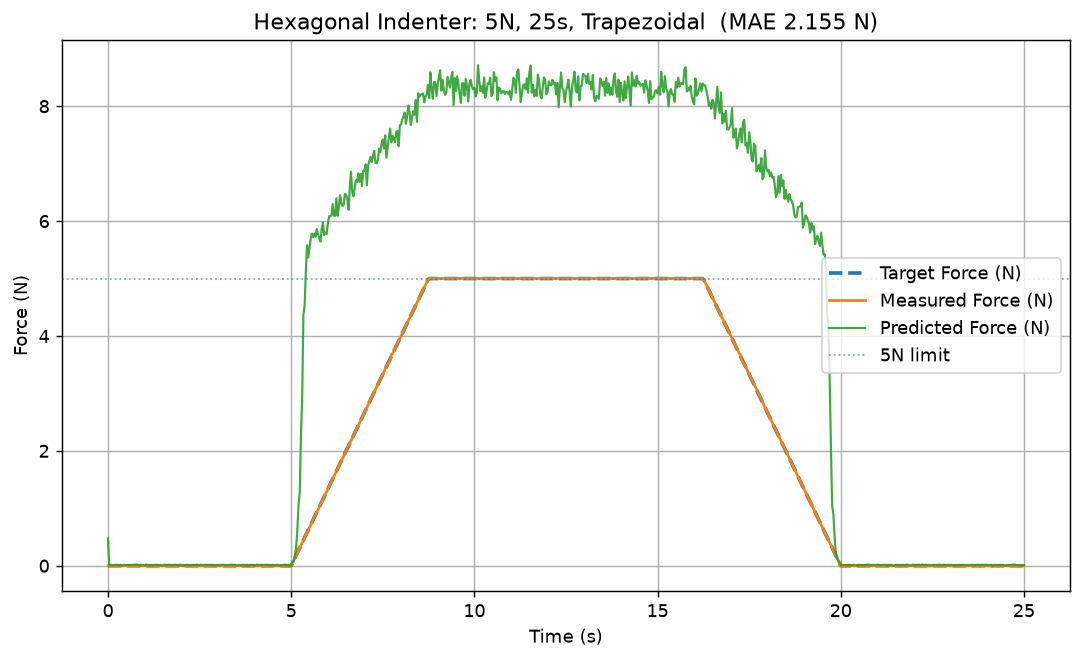 Hexagonal Indenter: 5N, 25s, Trapezoidal  (MAE 2.155 N)
Force (N)
8
6
4
2
0
Target Force (N)
Measured Force (N)
Predicted Force (N)
5N limit
0 5 10 15 20 25
Time (s)